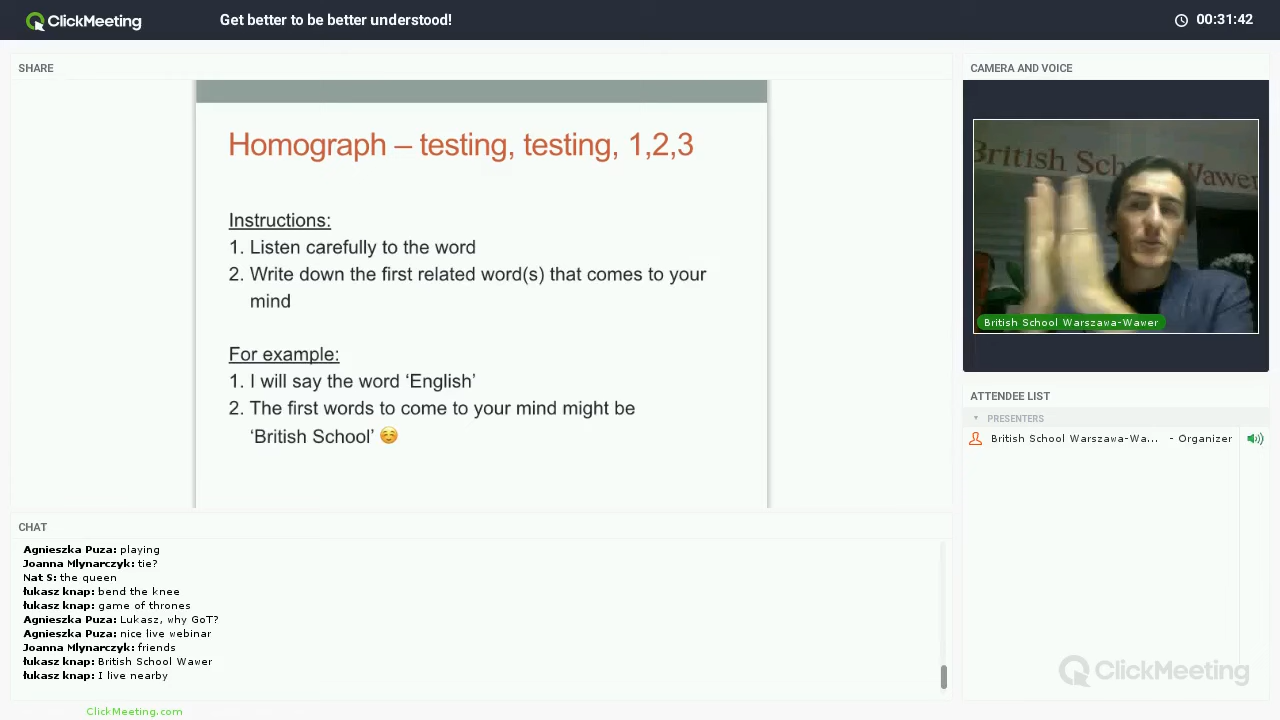 ClickMeeting
Get better to be better understood!
00:31:42
SHARE
Homograph – testing, testing, 1,2,3
Instructions:
1. Listen carefully to the word
2. Write down the first related word(s) that comes to your
mind
For example:
1. I will say the word ‘English’
2. The first words to come to your mind might be
‘British School’ ☺️
CAMERA AND VOICE
British Sch Wawer
British School Warszawa-Wawer
ATTENDEE LIST
PRESENTERS
British School Warszawa-Wa... - Organizer
CHAT
Agnieszka Puza: playing
Joanna Mlynarczyk: tie?
Nat S: the queen
łukasz knap: bend the knee
łukasz knap: game of thrones
Agnieszka Puza: Lukasz, why GoT?
Agnieszka Puza: nice live webinar
Joanna Mlynarczyk: friends
łukasz knap: British School Wawer
łukasz knap: I live nearby
ClickMeeting
ClickMeeting.com